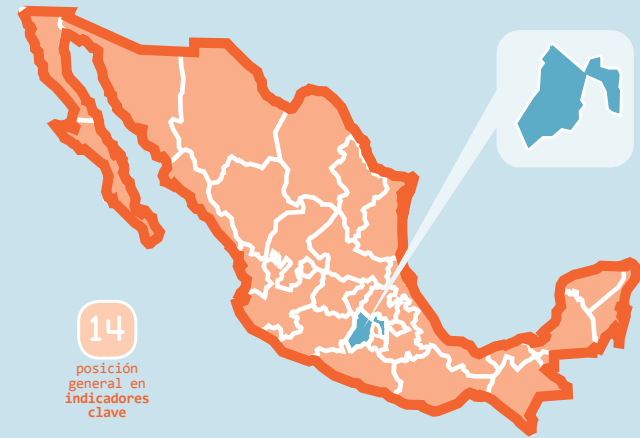 14
posición
general en
indicadores
clave